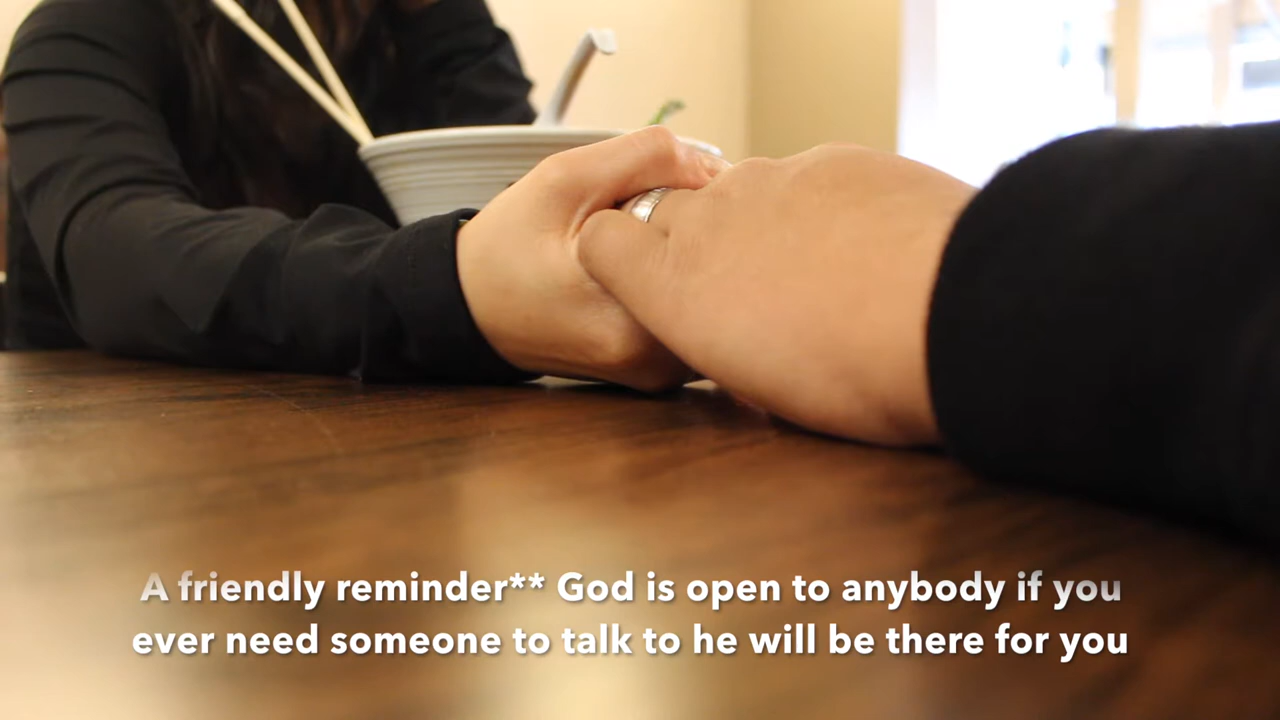 A friendly reminder** God is open to anybody if you
ever need someone to talk to he will be there for you